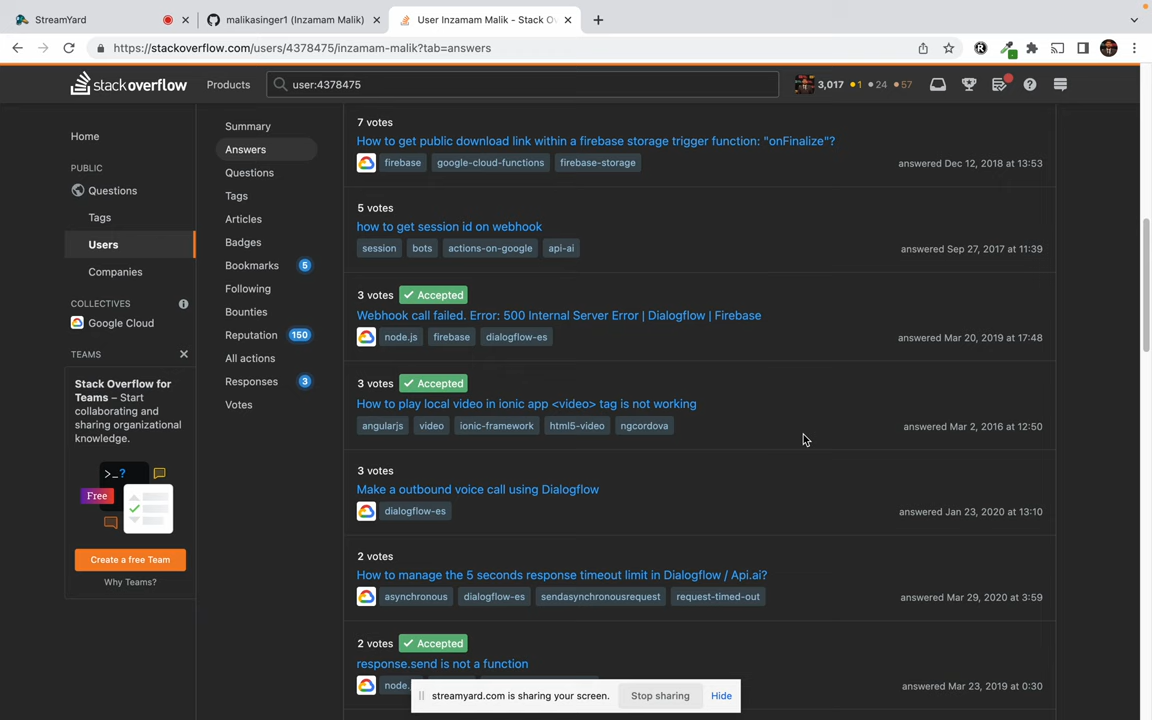 StreamYard
malikasinger1 (Inzamam Malik)
User Inzamam Malik - Stack O
https://stackoverflow.com/users/4378475/inzamam-malik?tab=answers
stackoverflow
Products
user:4378475
3,017
1
24
57
Home
PUBLIC
Questions
Tags
Users
Companies
COLLECTIVES
Google Cloud
TEAMS
Stack Overflow for
Teams – Start
collaborating and
sharing organizational
knowledge.
>_?
Free
Create a free Team
Why Teams?
Summary
Answers
Questions
Tags
Articles
Badges
Bookmarks 5
Following
Bounties
Reputation 150
All actions
Responses 3
Votes
7 votes
How to get public download link within a firebase storage trigger function: "onFinalize"?
firebase google-cloud-functions firebase-storage
answered Dec 12, 2018 at 13:53
5 votes
how to get session id on webhook
session bots actions-on-google api-ai
answered Sep 27, 2017 at 11:39
3 votes Accepted
Webhook call failed. Error: 500 Internal Server Error | Dialogflow | Firebase
node.js firebase dialogflow-es
answered Mar 20, 2019 at 17:48
3 votes Accepted
How to play local video in ionic app <video> tag is not working
angularjs video ionic-framework html5-video ngcordova
answered Mar 2, 2016 at 12:50
3 votes
Make a outbound voice call using Dialogflow
dialogflow-es
answered Jan 23, 2020 at 13:10
2 votes
How to manage the 5 seconds response timeout limit in Dialogflow / Api.ai?
asynchronous dialogflow-es sendasynchronousrequest request-timed-out
answered Mar 29, 2020 at 3:59
2 votes Accepted
response.send is not a function
node.
answered Mar 23, 2019 at 0:30
streamyard.com is sharing your screen.
Stop sharing
Hide